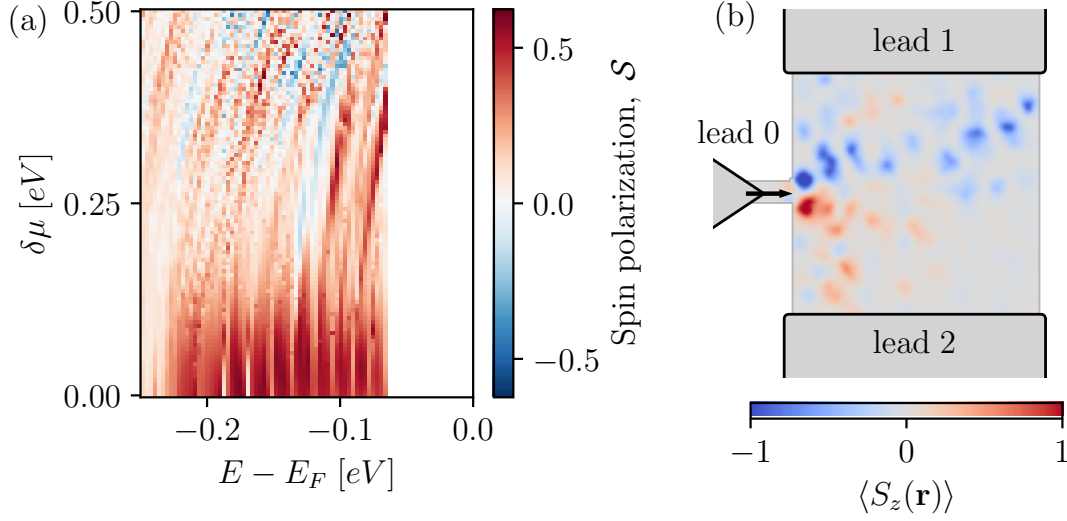 (a)
0.50
0.25
0.00
δμ [eV]
−0.2
−0.1
0.0
E − E_F [eV]
0.5
0.0
−0.5
Spin polarization, 𝒮
(b)
lead 1
lead 0
lead 2
−1
0
1
⟨S_z(𝐫)⟩